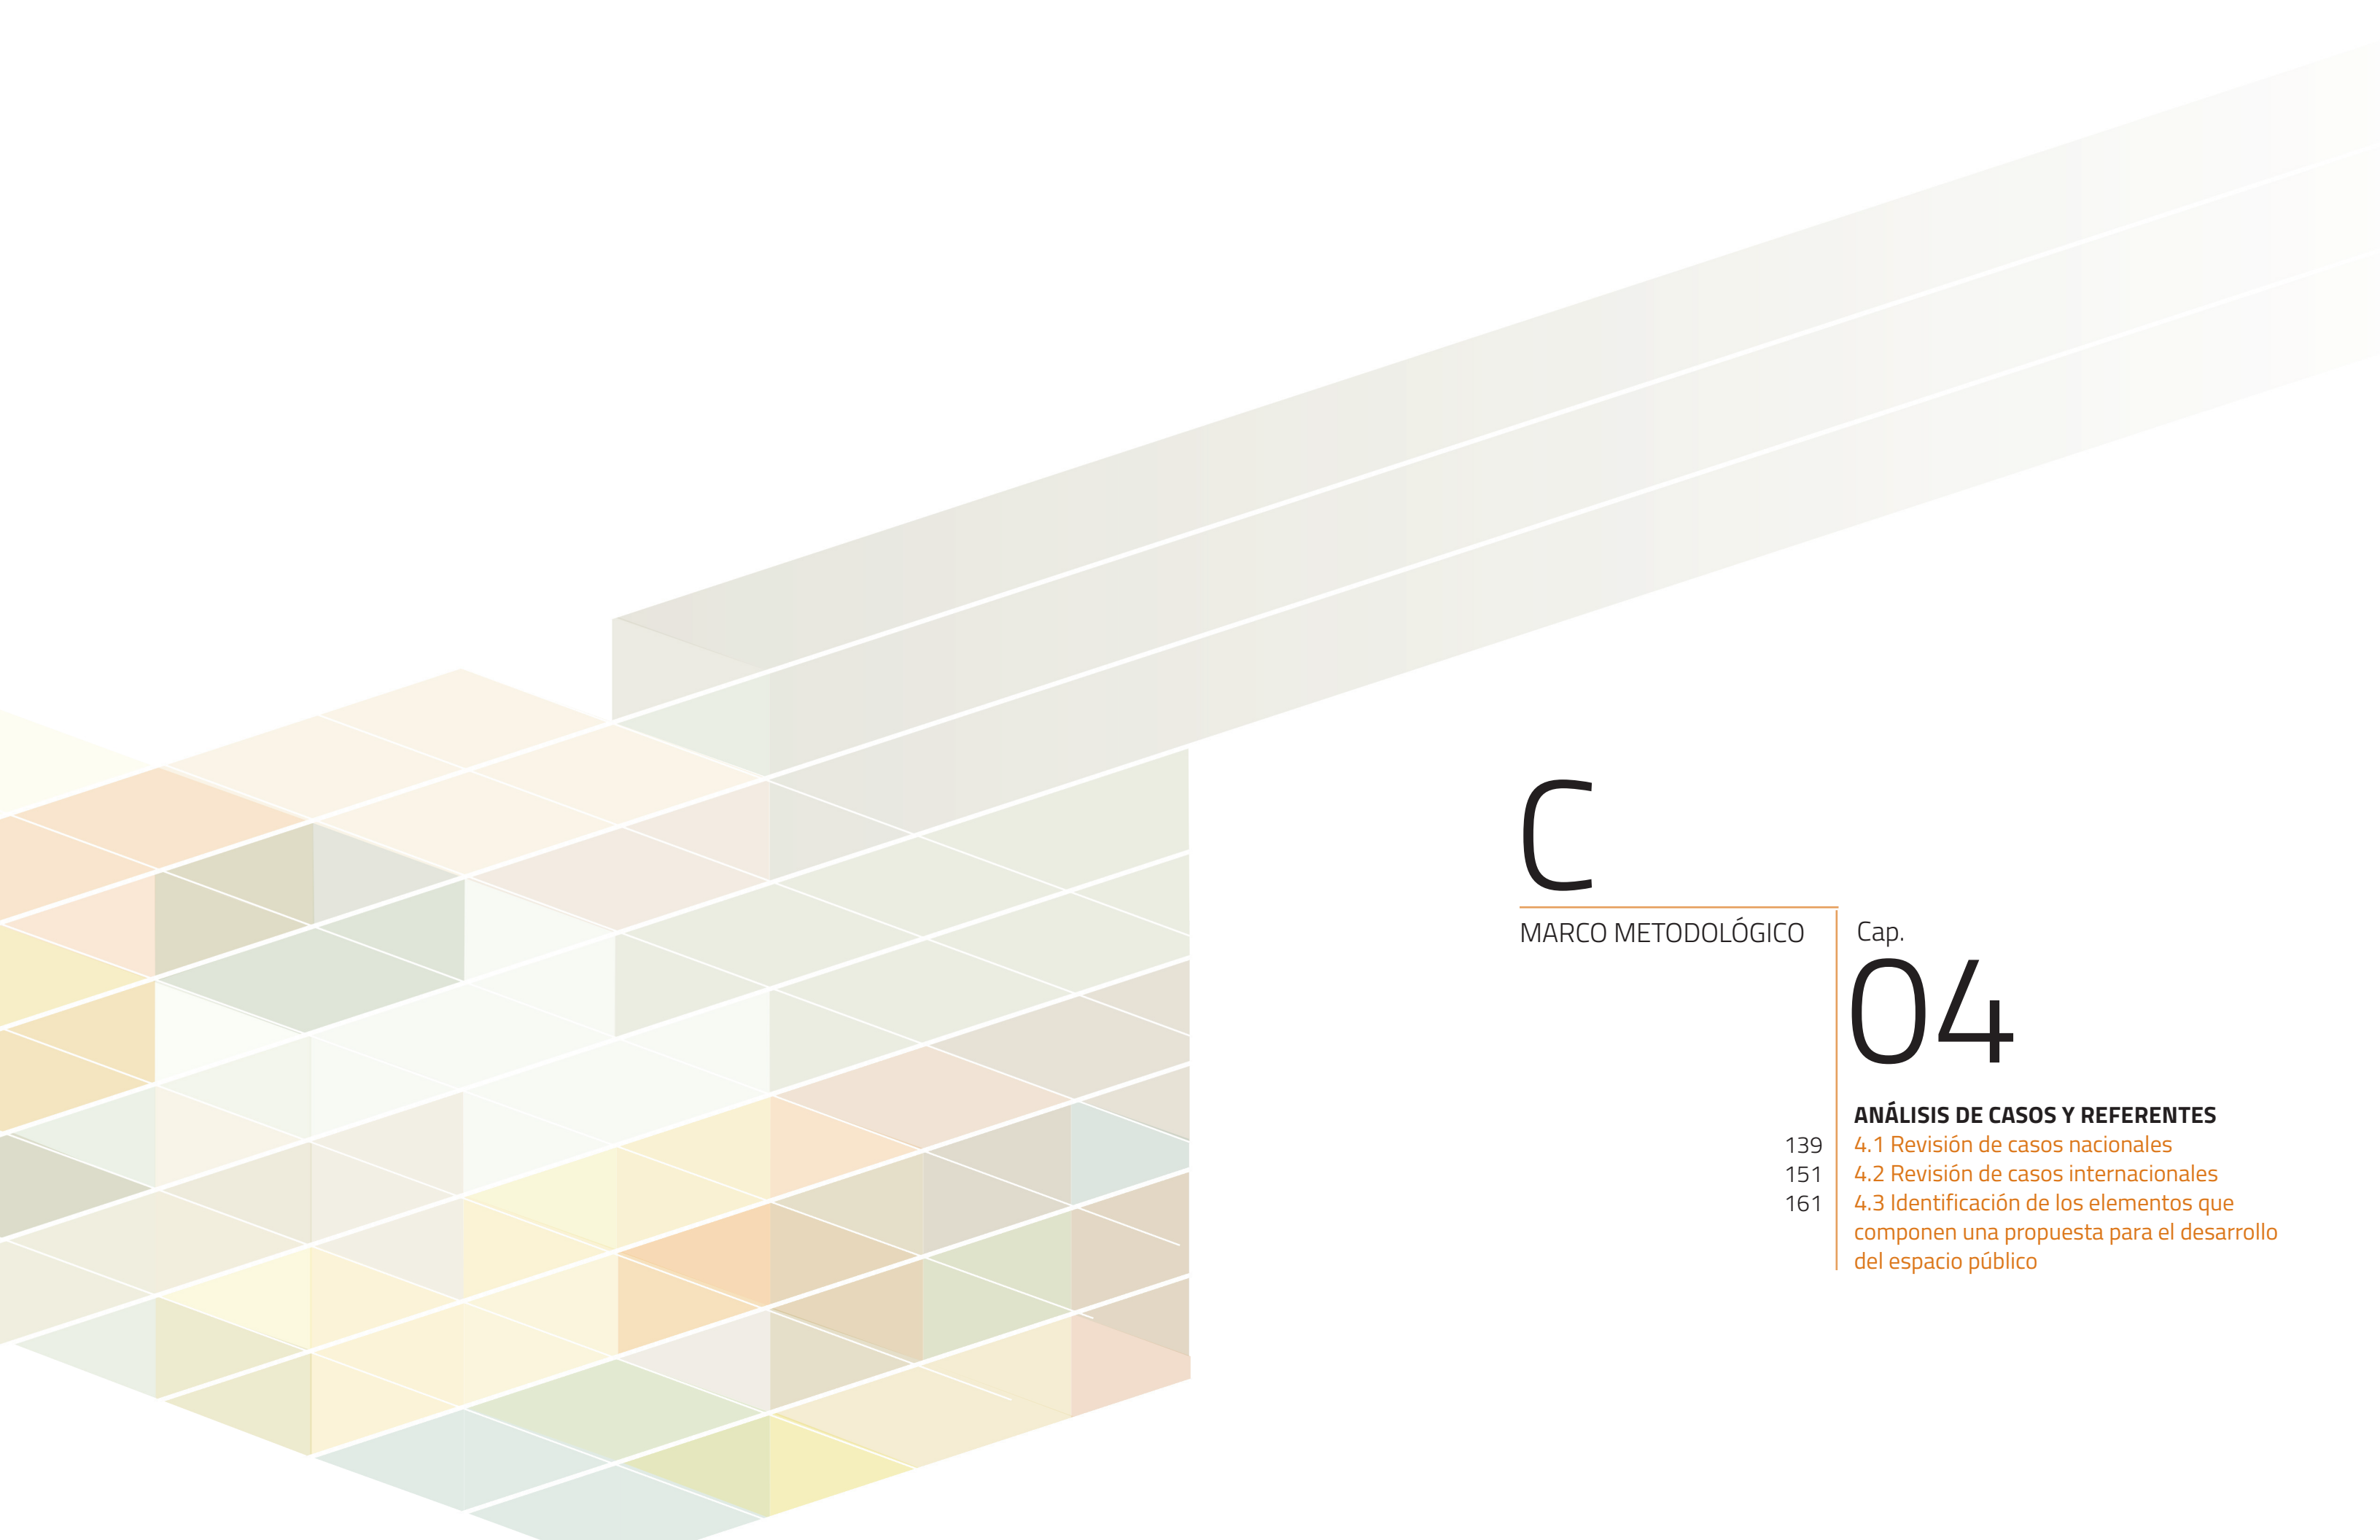 C
MARCO METODOLÓGICO
Cap.
04
ANÁLISIS DE CASOS Y REFERENTES
139 4.1 Revisión de casos nacionales
151 4.2 Revisión de casos internacionales
161 4.3 Identificación de los elementos que
componen una propuesta para el desarrollo
del espacio público